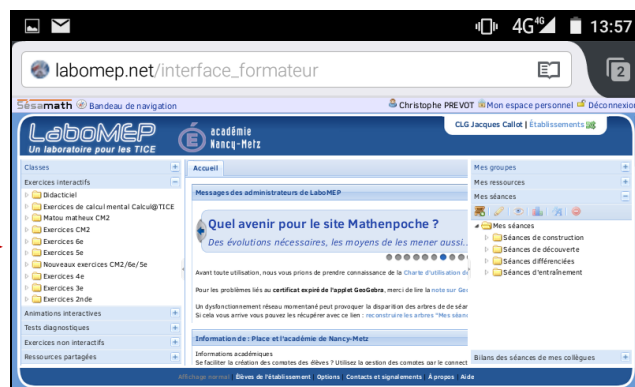 4G 4G 13:57
labomep.net/interface_formateur
2
Sésamath Bandeau de navigation
Christophe PREVOT Mon espace personnel Déconnexion
LaboMEP
Un laboratoire pour les TICE
académie
Nancy-Metz
CLG Jacques Callot | Établissements
Classes
Exercices interactifs
Didacticiel
Exercices de calcul mental Calcul@TICE
Matou matheux CM2
Exercices CM2
Exercices 6e
Exercices 5e
Nouveaux exercices CM2/6e/5e
Exercices 4e
Exercices 3e
Exercices 2nde
Animations interactives
Tests diagnostiques
Exercices non interactifs
Ressources partagées
Accueil
Messages des administrateurs de LaboMEP
Quel avenir pour le site Mathenpoche ?
Des évolutions nécessaires, les moyens de les mener aussi..
Avant toute utilisation, nous vous prions de prendre connaissance de la Charte d'utilisation de
Pour les problèmes liés au certificat expiré de l'applet GeoGebra, merci de lire la note sur Geo
Un dysfonctionnement réseau momentané peut provoquer la disparition des arbres de de séan
Si cela vous arrive vous pouvez les récupérer avec ce lien : reconstruire les arbres "Mes séanc
Information de : Place et l'académie de Nancy-Metz
Informations académiques
Se faciliter la création des comptes des élèves ? Utilisez la gestion des comptes par le connect
Mes groupes
Mes ressources
Mes séances
Mes séances
Séances de construction
Séances de découverte
Séances différenciées
Séances d'entraînement
Bilans des séances de mes collègues
Affichage normal Élèves de l'établissement Options Contacts et signalements À propos Aide